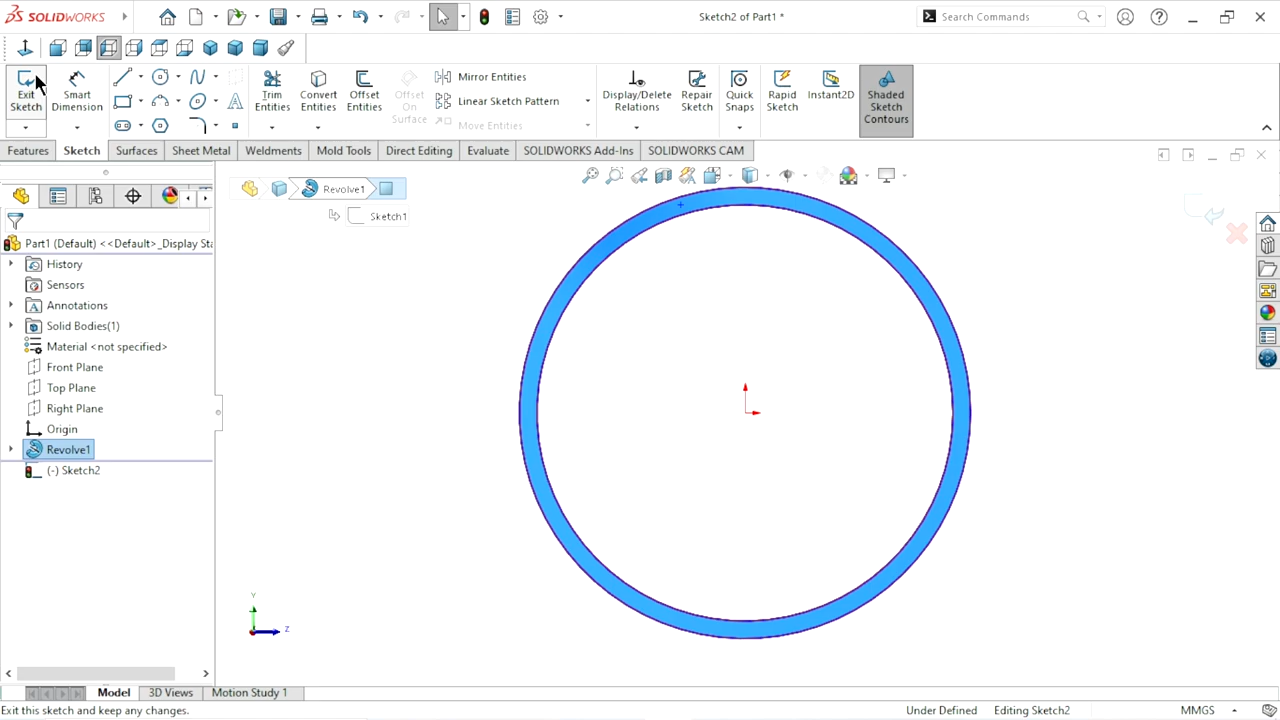 SOLIDWORKS
Sketch2 of Part1 *
Search Commands
Exit Sketch
Smart Dimension
Trim Entities
Convert Entities
Offset Entities
Offset On Surface
Mirror Entities
Linear Sketch Pattern
Move Entities
Display/Delete Relations
Repair Sketch
Quick Snaps
Rapid Sketch
Instant2D
Shaded Sketch Contours
Features
Sketch
Surfaces
Sheet Metal
Weldments
Mold Tools
Direct Editing
Evaluate
SOLIDWORKS Add-Ins
SOLIDWORKS CAM
Revolve1
Sketch1
Part1 (Default) <<Default>_Display Sta
History
Sensors
Annotations
Solid Bodies(1)
Material <not specified>
Front Plane
Top Plane
Right Plane
Origin
Revolve1
(-) Sketch2
Y
Z
Model
3D Views
Motion Study 1
Exit this sketch and keep any changes.
Under Defined
Editing Sketch2
MMGS